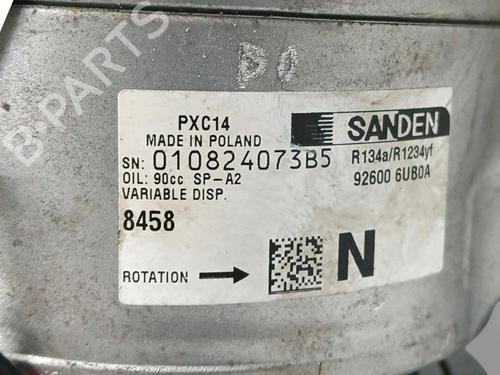 B-PARTS
DO
PXC14
MADE IN POLAND
SANDEN
SN: 010824073B5
R134a/R1234yf
OIL: 90cc SP-A2
92600 6UB0A
VARIABLE DISP.
8458
ROTATION
N